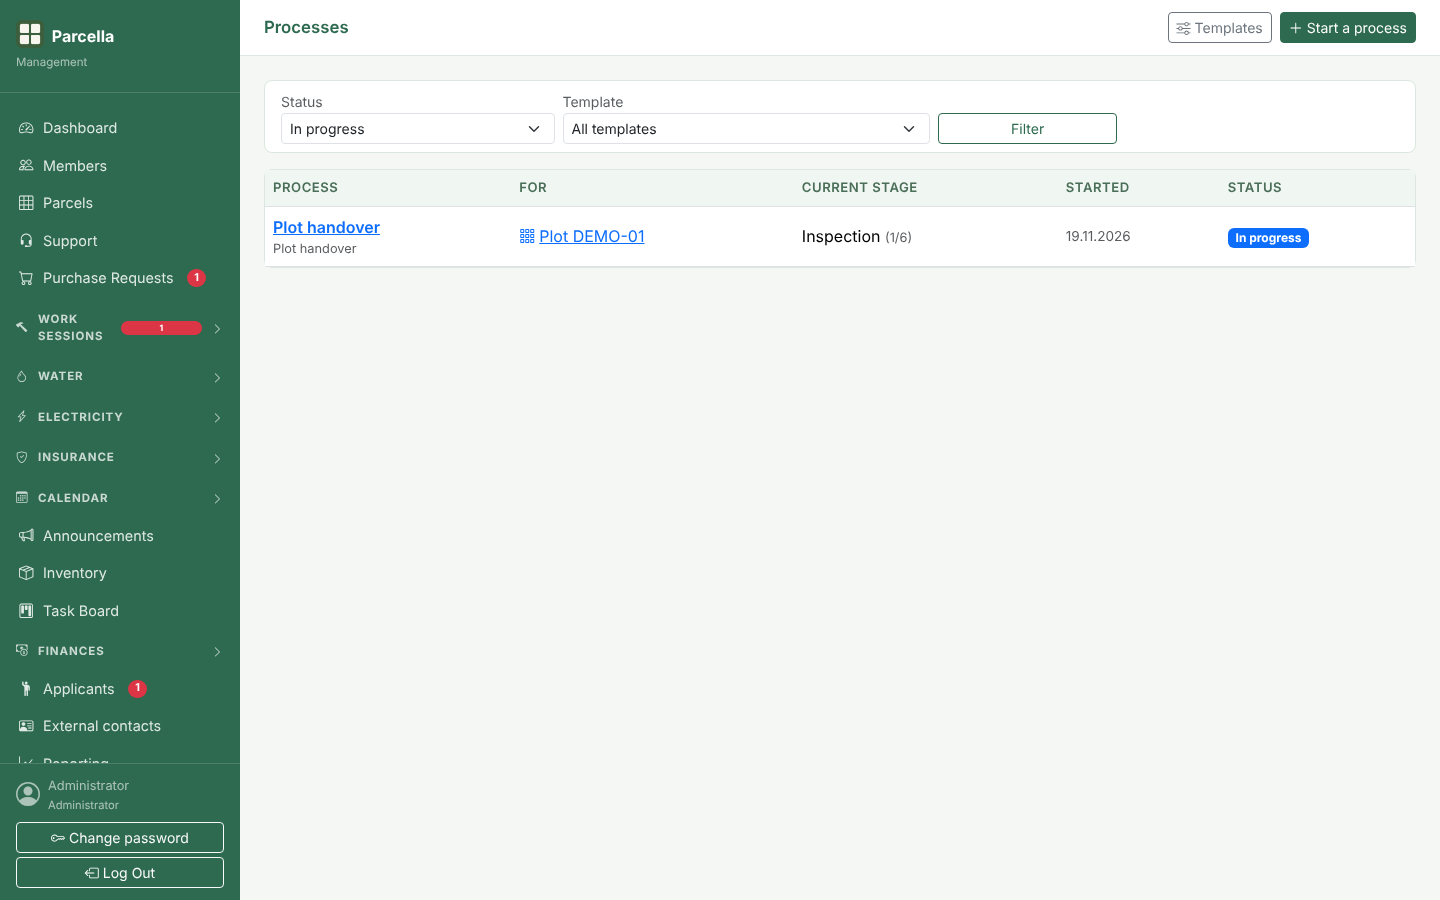 Parcella
Management
Dashboard
Members
Parcels
Support
Purchase Requests 1
WORK SESSIONS 1
WATER
ELECTRICITY
INSURANCE
CALENDAR
Announcements
Inventory
Task Board
FINANCES
Applicants 1
External contacts
Reporting
Administrator
Administrator
Change password
Log Out
Processes
Templates
Start a process
Status
Template
In progress
All templates
Filter
PROCESS FOR CURRENT STAGE STARTED STATUS
Plot handover Plot DEMO-01 Inspection (1/6) 19.11.2026 In progress
Plot handover